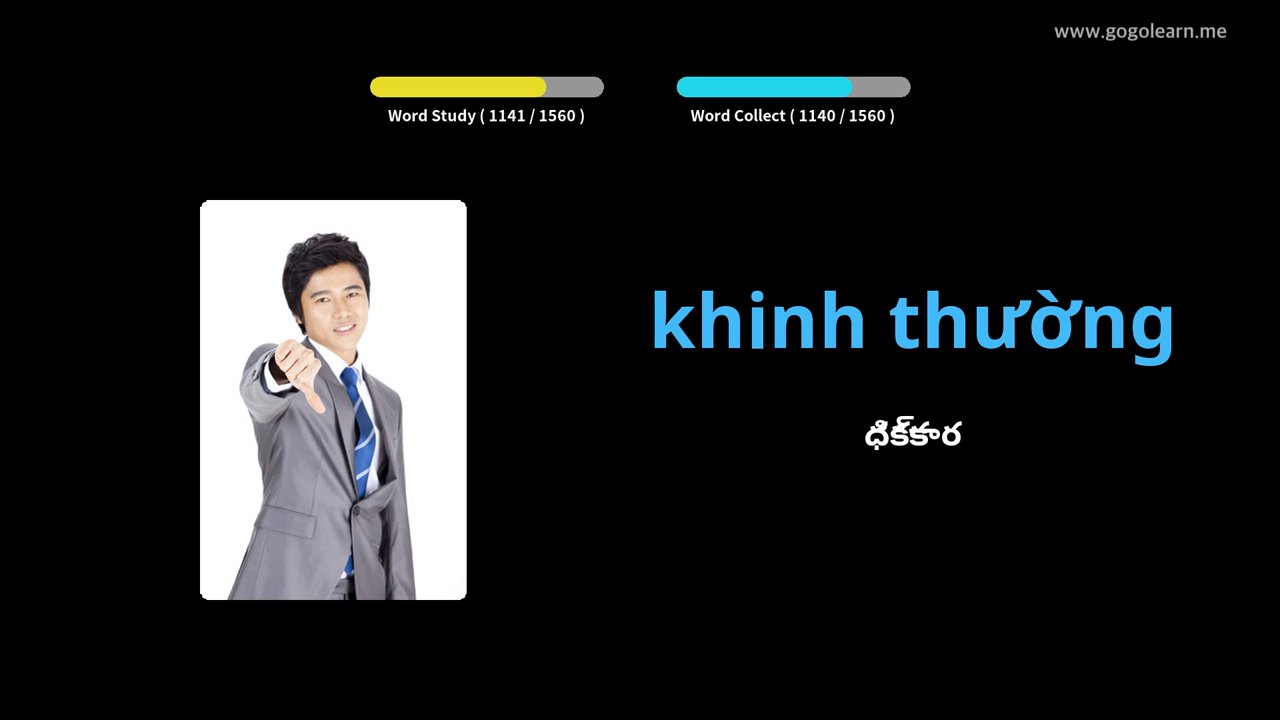 www.gogolearn.me
Word Study ( 1141 / 1560 )
Word Collect ( 1140 / 1560 )
khinh thường
ధిక్కార